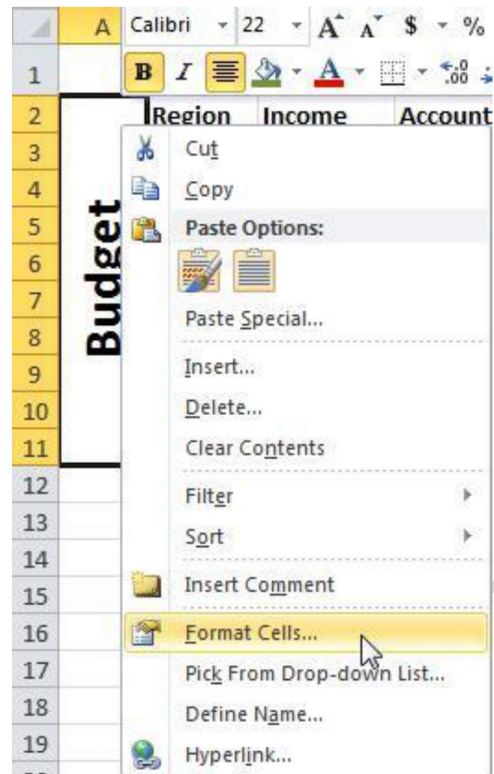 A Calibri 22 A A $ %
1 B I A .0 .00
2 Region Income Account
3 Cut
4 Copy
5 Paste Options:
6
7
Paste Special...
8
9 Insert...
10 Delete...
11 Clear Contents
12
Filter
13
Sort
14
15 Insert Comment
16 Format Cells...
17 Pick From Drop-down List...
18 Define Name...
19 Hyperlink...
Budget